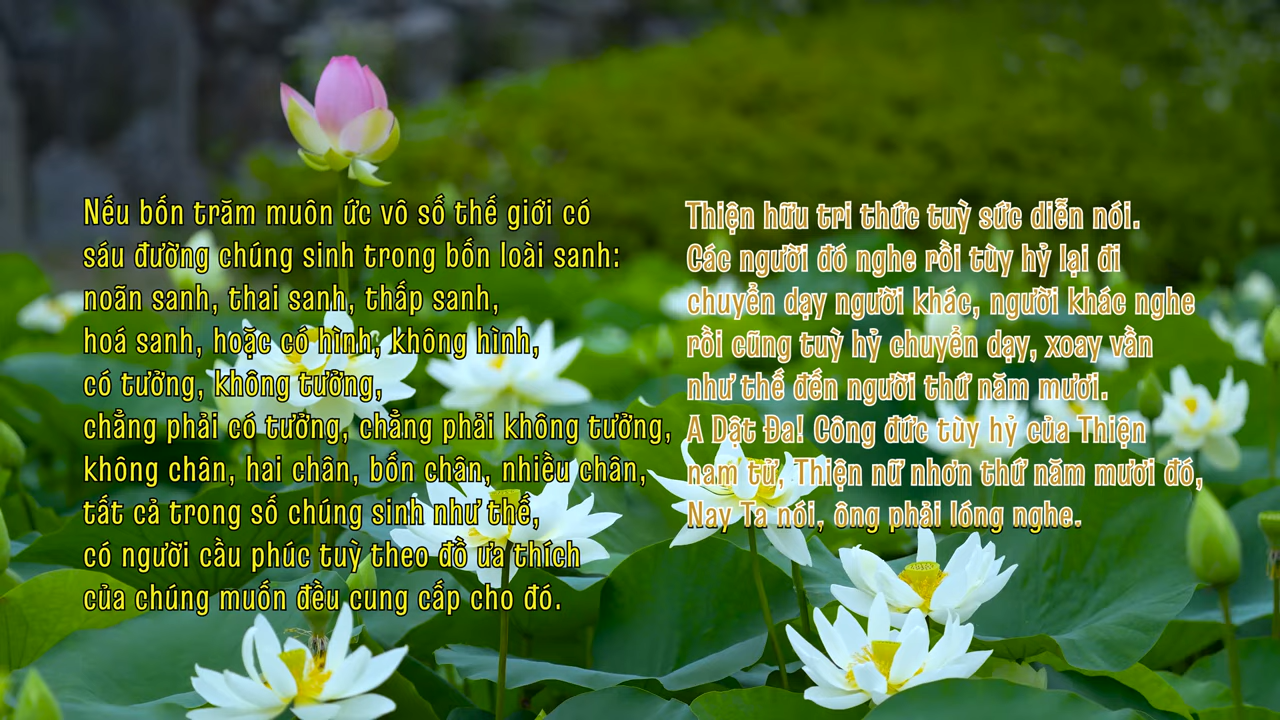 Nếu bốn trăm muôn ức vô số thế giới có
sáu đường chúng sinh trong bốn loài sanh:
noãn sanh, thai sanh, thấp sanh,
hoá sanh, hoặc có hình, không hình,
có tưởng, không tưởng,
chẳng phải có tưởng, chẳng phải không tưởng,
không chân, hai chân, bốn chân, nhiều chân,
tất cả trong số chúng sinh như thế,
có người cầu phúc tuỳ theo đồ ưa thích
của chúng muốn đều cung cấp cho đó.
Thiện hữu tri thức tuỳ sức diễn nói.
Các người đó nghe rồi tùy hỷ lại đi
chuyển dạy người khác, người khác nghe
rồi cũng tuỳ hỷ chuyển dạy, xoay vần
như thế đến người thứ năm mươi.
A Dật Đa! Công đức tùy hỷ của Thiện
nam tử, Thiện nữ nhơn thứ năm mươi đó,
Nay Ta nói, ông phải lóng nghe.